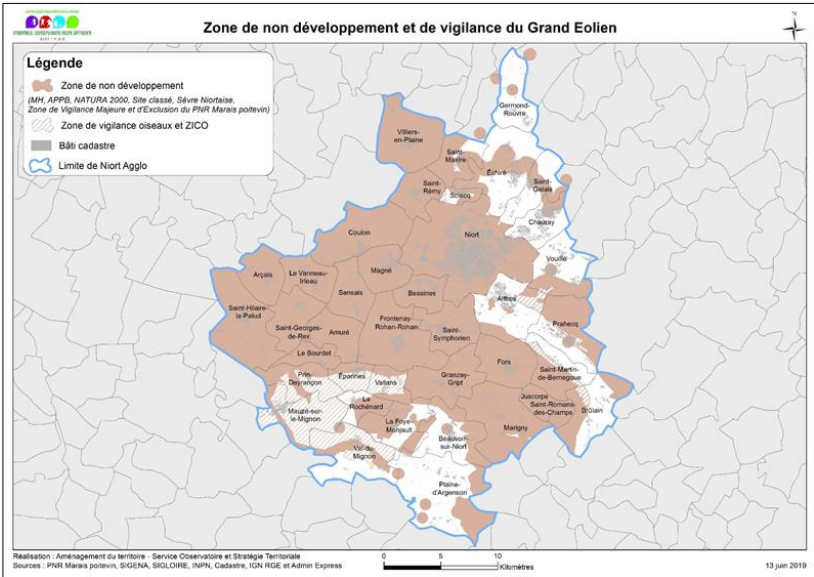 Zone de non développement et de vigilance du Grand Eolien
Légende
Zone de non développement
(MH, APPB, NATURA 2000, Site classé, Sèvre Niortaise,
Zone de Vigilance Majeure et d'Exclusion du PNR Marais poitevin)
Zone de vigilance oiseaux et ZICO
Bâti cadastre
Limite de Niort Agglo
Germond-
Rouvre
Villiers-
en-Plaine
Saint-
Maxire
Échiré
Saint-
Rémy
Sciecq
Saint-
Gelais
Chauray
Coulon
Niort
Vouillé
Arçais
Le Vanneau-
Irleau
Magné
Sansais
Bessines
Aiffres
Saint-Hilaire-
la-Palud
Frontenay-
Rohan-Rohan
Prahecq
Saint-Georges-
de-Rex
Amuré
Saint-
Symphorien
Le Bourdet
Fors
Saint-Martin-
de-Bernegoue
Prin-
Deyrançon
Épannes
Vallans
Granzay-
Gript
Juscorps
Saint-Romans-
des-Champs
Brûlain
Mauzé-sur-
le-Mignon
La
Rochénard
La Foye-
Monjault
Marigny
Beauvoir-
sur-Niort
Val-du-
Mignon
Plaine-
d'Argenson
Réalisation : Aménagement du territoire - Service Observatoire et Stratégie Territoriale
Sources : PNR Marais poitevin, SIGENA, SIGLOIRE, INPN, Cadastre, IGN RGE et Admin Express
0 5 10
Kilomètres
13 juin 2019